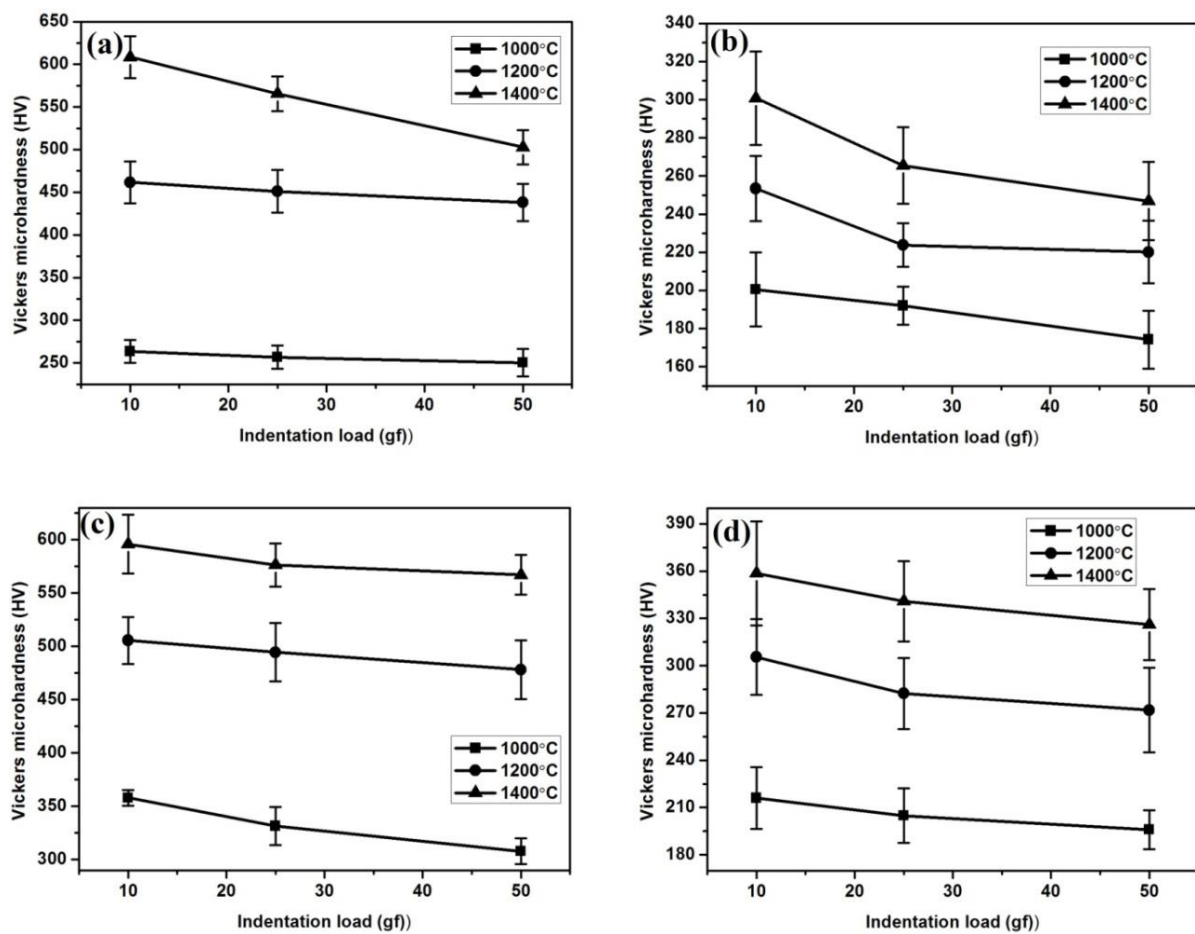 (a)
1000°C
1200°C
1400°C
650
600
550
500
450
400
350
300
250
10 20 30 40 50
Vickers microhardness (HV)
Indentation load (gf))
(b)
1000°C
1200°C
1400°C
340
320
300
280
260
240
220
200
180
160
10 20 30 40 50
Vickers microhardness (HV)
Indentation load (gf))
(c)
1000°C
1200°C
1400°C
600
550
500
450
400
350
300
10 20 30 40 50
Vickers microhardness (HV)
Indentation load (gf))
(d)
1000°C
1200°C
1400°C
390
360
330
300
270
240
210
180
10 20 30 40 50
Vickers microhardness (HV)
Indentation load (gf))